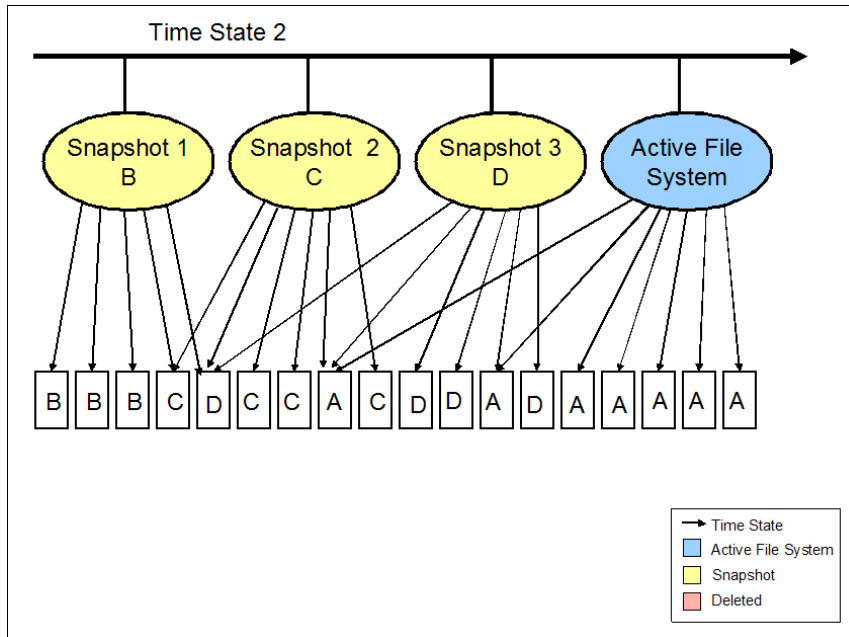 Time State 2
Snapshot 1
B
Snapshot 2
C
Snapshot 3
D
Active File
System
B B B C D C C A C D D A D A A A A A
Time State
Active File System
Snapshot
Deleted